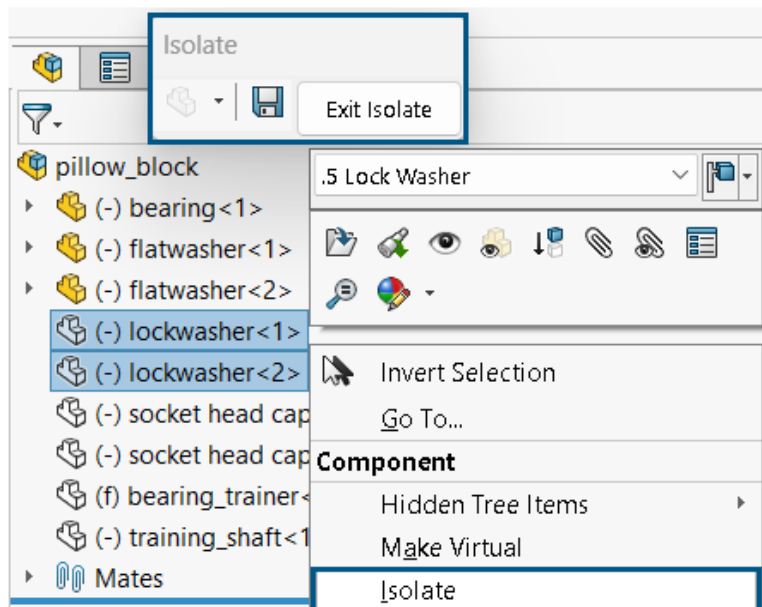 Isolate
Exit Isolate
pillow_block
(-) bearing<1>
(-) flatwasher<1>
(-) flatwasher<2>
(-) lockwasher<1>
(-) lockwasher<2>
(-) socket head cap
(-) socket head cap
(f) bearing_trainer<
(-) training_shaft<1
Mates
.5 Lock Washer
Invert Selection
Go To...
Component
Hidden Tree Items
Make Virtual
Isolate